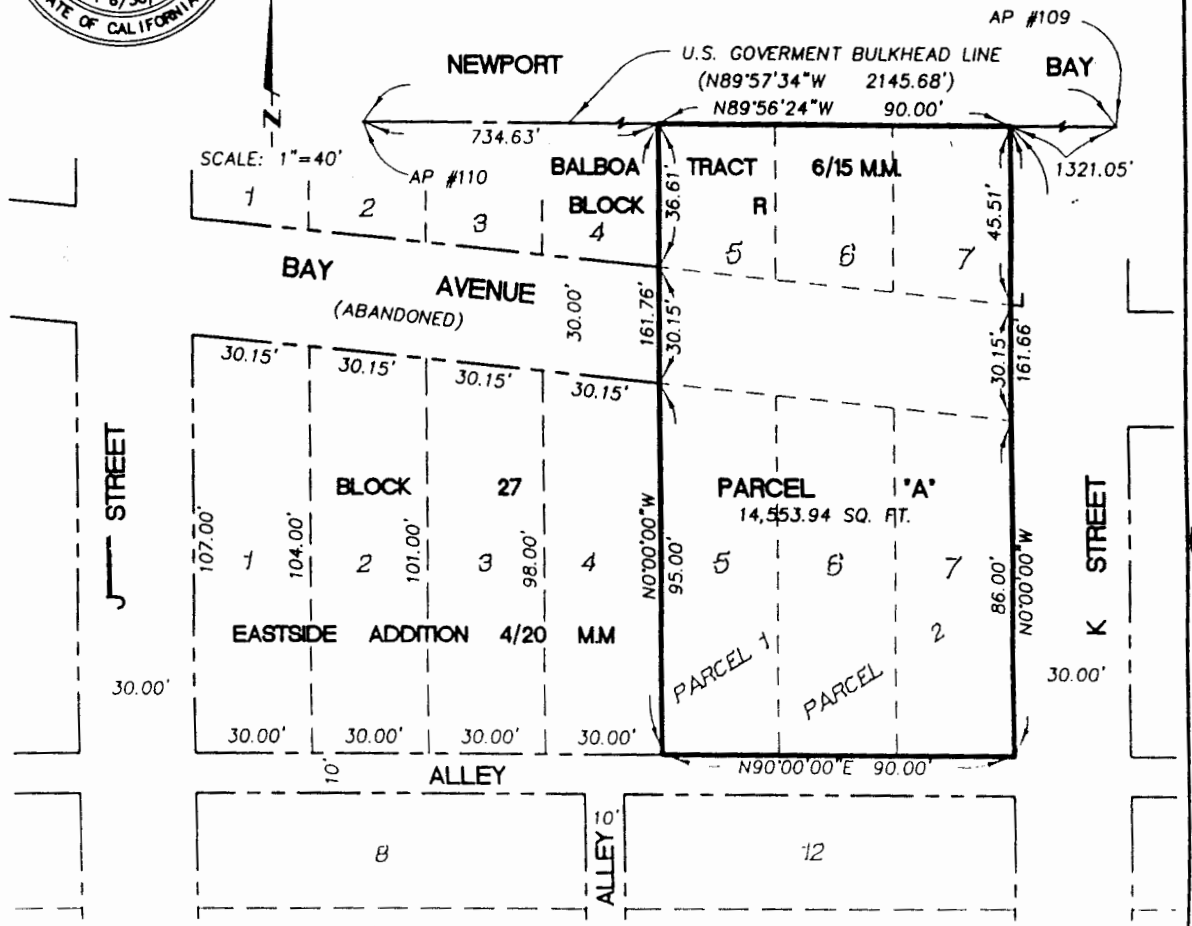 STATE OF CALIFORNIA
AP #109
NEWPORT
U.S. GOVERMENT BULKHEAD LINE
BAY
(N89°57'34"W 2145.68')
N89°56'24"W 90.00'
-N-
734.63'
SCALE: 1"=40'
AP #110
1321.05'
BALBOA TRACT 6/15 M.M.
BLOCK R
36.61'
45.51'
1 2 3 4 5 6 7
BAY AVENUE
(ABANDONED)
30.00'
161.76'
30.15'
30.15'
161.66'
30.15'
30.15'
30.15'
30.15'
J STREET
BLOCK 27
PARCEL "A"
14,553.94 SQ. FT.
K STREET
107.00'
104.00'
101.00'
98.00'
N0°00'00"W
95.00'
86.00'
N0°00'00"W
1 2 3 4 5 6 7
EASTSIDE ADDITION 4/20 M.M
PARCEL 1
PARCEL 2
30.00'
30.00'
30.00'
30.00'
30.00'
30.00'
N90°00'00"E 90.00'
10'
ALLEY
10'
ALLEY
8
12